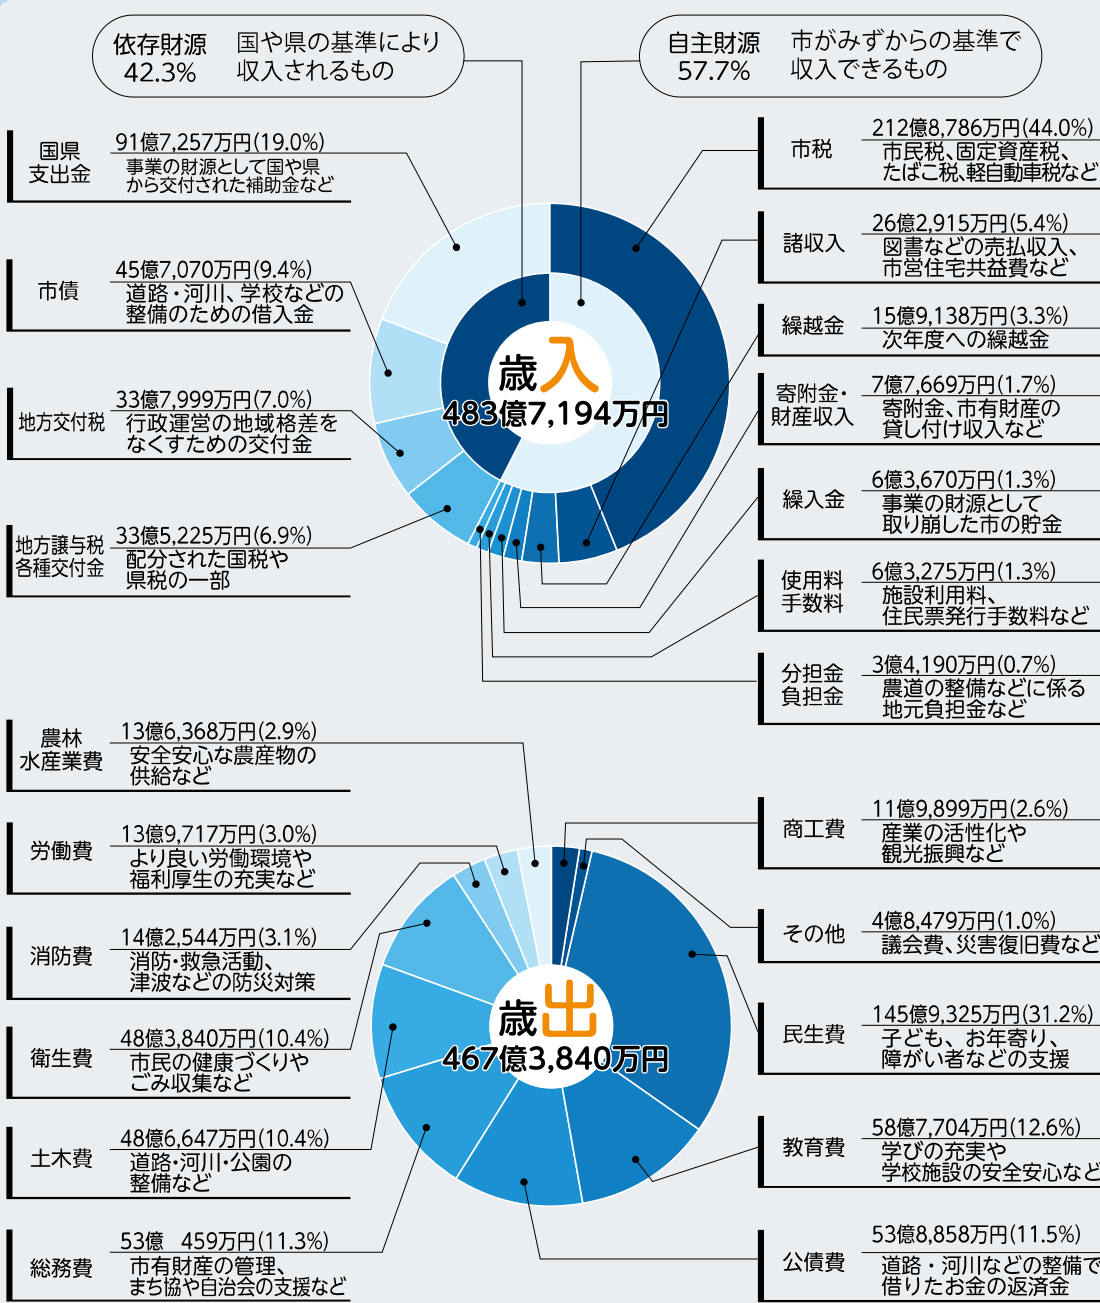 依存財源
42.3%
国や県の基準により
収入されるもの
自主財源
57.7%
市がみずからの基準で
収入できるもの
国県
支出金
91億7,257万円(19.0%)
事業の財源として国や県
から交付された補助金など
市債
45億7,070万円(9.4%)
道路・河川、学校などの
整備のための借入金
地方交付税
33億7,999万円(7.0%)
行政運営の地域格差を
なくすための交付金
地方譲与税
各種交付金
33億5,225万円(6.9%)
配分された国税や
県税の一部
歳入
483億7,194万円
市税
212億8,786万円(44.0%)
市民税、固定資産税、
たばこ税、軽自動車税など
諸収入
26億2,915万円(5.4%)
図書などの売払収入、
市営住宅共益費など
繰越金
15億9,138万円(3.3%)
次年度への繰越金
寄附金・
財産収入
7億7,669万円(1.7%)
寄附金、市有財産の
貸し付け収入など
繰入金
6億3,670万円(1.3%)
事業の財源として
取り崩した市の貯金
使用料
手数料
6億3,275万円(1.3%)
施設利用料、
住民票発行手数料など
分担金
負担金
3億4,190万円(0.7%)
農道の整備などに係る
地元負担金など
農林
水産業費
13億6,368万円(2.9%)
安全安心な農産物の
供給など
労働費
13億9,717万円(3.0%)
より良い労働環境や
福利厚生の充実など
消防費
14億2,544万円(3.1%)
消防・救急活動、
津波などの防災対策
衛生費
48億3,840万円(10.4%)
市民の健康づくりや
ごみ収集など
土木費
48億6,647万円(10.4%)
道路・河川・公園の
整備など
総務費
53億 459万円(11.3%)
市有財産の管理、
まち協や自治会の支援など
歳出
467億3,840万円
商工費
11億9,899万円(2.6%)
産業の活性化や
観光振興など
その他
4億8,479万円(1.0%)
議会費、災害復旧費など
民生費
145億9,325万円(31.2%)
子ども、お年寄り、
障がい者などの支援
教育費
58億7,704万円(12.6%)
学びの充実や
学校施設の安全安心など
公債費
53億8,858万円(11.5%)
道路・河川などの整備で
借りたお金の返済金